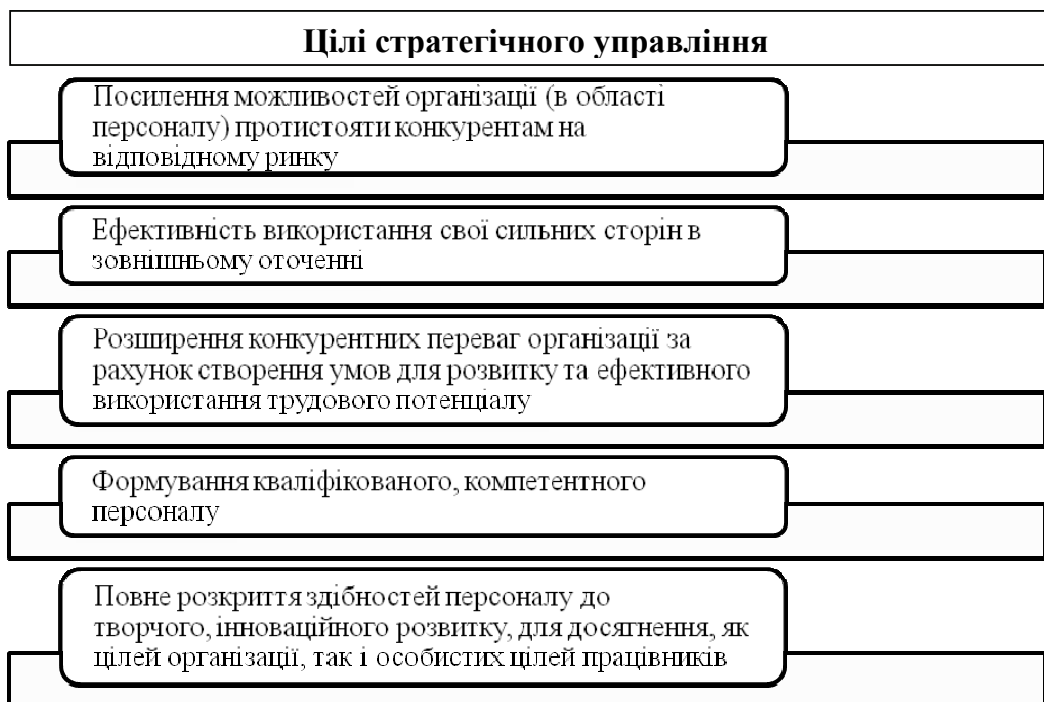 Цілі стратегічного управління
Посилення можливостей організації (в області
персоналу) протистояти конкурентам на
відповідному ринку
Ефективність використання свої сильних сторін в
зовнішньому оточенні
Розширення конкурентних переваг організації за
рахунок створення умов для розвитку та ефективного
використання трудового потенціалу
Формування кваліфікованого, компетентного
персоналу
Повне розкриття здібностей персоналу до
творчого, інноваційного розвитку, для досягнення, як
цілей організації, так і особистих цілей працівників